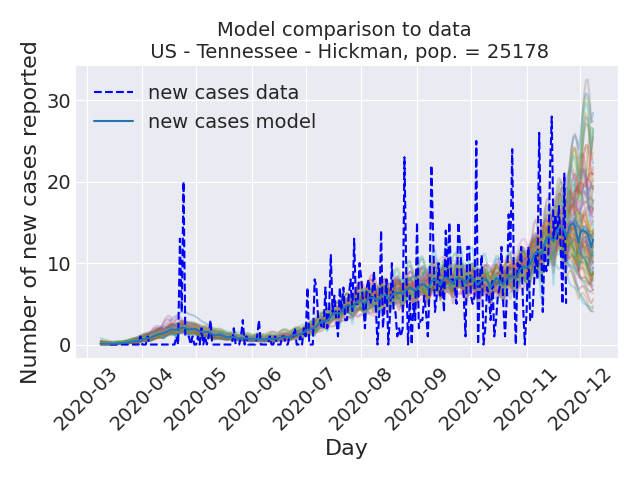 Model comparison to data
US - Tennessee - Hickman, pop. = 25178
Number of new cases reported
30
20
10
0
new cases data
new cases model
2020-03
2020-04
2020-05
2020-06
2020-07
2020-08
2020-09
2020-10
2020-11
2020-12
Day